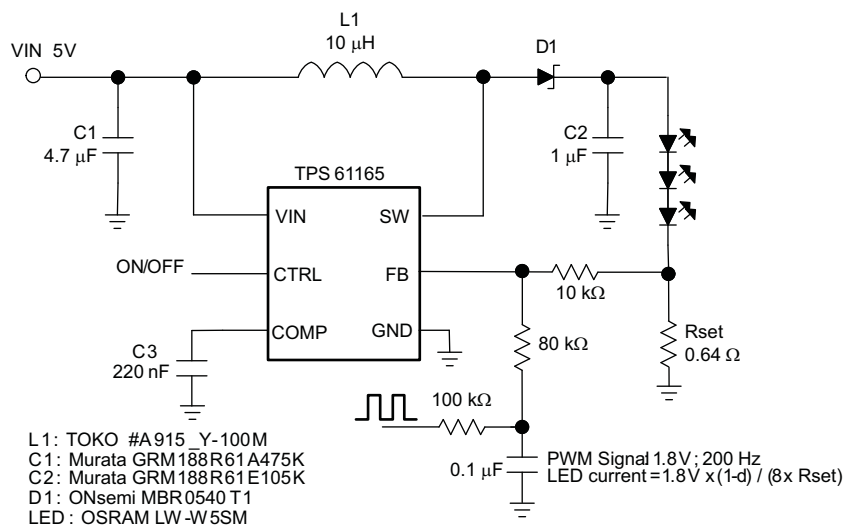 L1
10 μH
VIN 5V
D1
C1
4.7 μF
C2
1 μF
TPS 61165
VIN
SW
ON/OFF
CTRL
FB
10 kΩ
COMP
GND
C3
220 nF
80 kΩ
Rset
0.64 Ω
100 kΩ
0.1 μF
PWM Signal 1.8V; 200 Hz
LED current = 1.8V x (1-d) / (8 x Rset)
L1: TOKO #A915_Y-100M
C1: Murata GRM188R61A475K
C2: Murata GRM188R61E105K
D1: ONsemi MBR0540T1
LED: OSRAM LW-W5SM